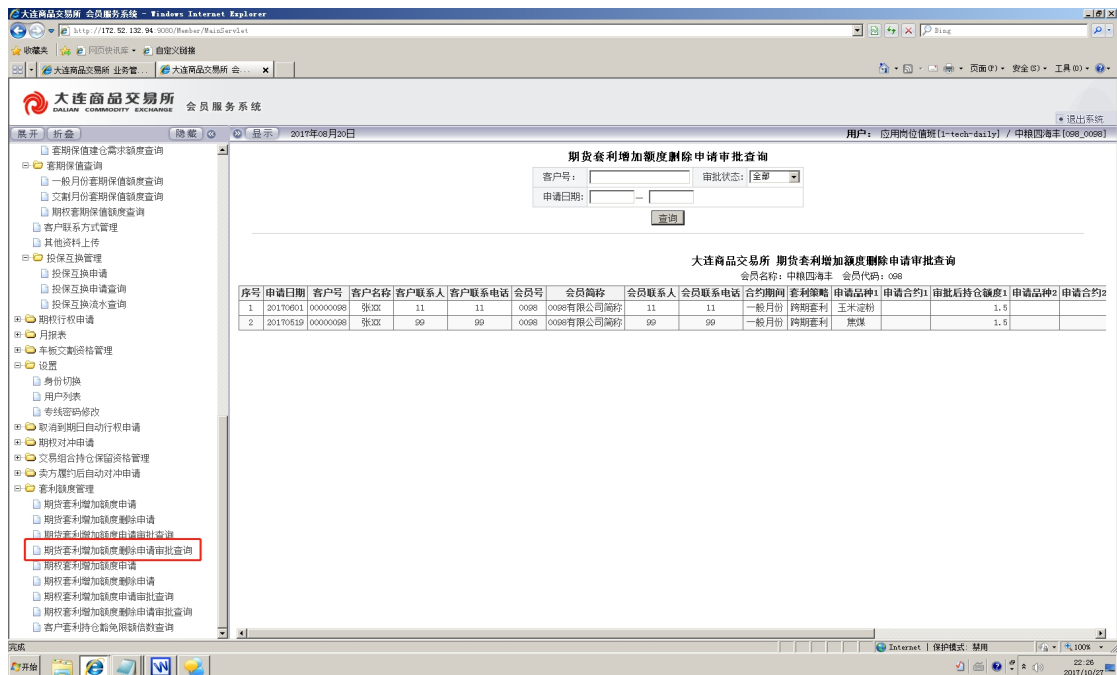 大连商品交易所 会员服务系统 - Windows Internet Explorer
http://172.52.132.94:9080/Member/MainServlet
Bing
收藏夹 网页快讯库 自定义链接
大连商品交易所 业务管... 大连商品交易所 会... 页面(P) 安全(S) 工具(O)
大连商品交易所 会员服务系统
DALIAN COMMODITY EXCHANGE
退出系统
展开 折叠 隐藏 显示 2017年08月20日 用户: 应用岗位值班[1-tech-daily] / 中粮四海丰[098_0098]
套期保值建仓需求额度查询
套期保值查询
一般月份套期保值额度查询
交割月份套期保值额度查询
期权套期保值额度查询
客户联系方式管理
其他资料上传
投保互换管理
投保互换申请
投保互换申请查询
投保互换流水查询
期权行权申请
月报表
车板交割资格管理
设置
身份切换
用户列表
专线密码修改
取消到期日自动行权申请
期权对冲申请
交易组合持仓保留资格管理
卖方履约后自动对冲申请
套利额度管理
期货套利增加额度申请
期货套利增加额度删除申请
期货套利增加额度申请审批查询
期货套利增加额度删除申请审批查询
期权套利增加额度申请
期权套利增加额度删除申请
期权套利增加额度申请审批查询
期权套利增加额度删除申请审批查询
客户套利持仓豁免限额倍数查询
期货套利增加额度删除申请审批查询
客户号: 审批状态: 全部
申请日期: —
查询
大连商品交易所 期货套利增加额度删除申请审批查询
会员名称: 中粮四海丰 会员代码: 098
序号 申请日期 客户号 客户名称 客户联系人 客户联系电话 会员号 会员简称 会员联系人 会员联系电话 合约期间 套利策略 申请品种1 申请合约1 审批后持仓额度1 申请品种2 申请合约2
1 20170601 00000098 张XX 11 11 0098 0098有限公司简称 11 11 一般月份 跨期套利 玉米淀粉 1.5
2 20170519 00000098 张XX 99 99 0098 0098有限公司简称 99 99 一般月份 跨期套利 焦煤 1.5
完成 Internet | 保护模式: 禁用 100%
开始 22:26
2017/10/27